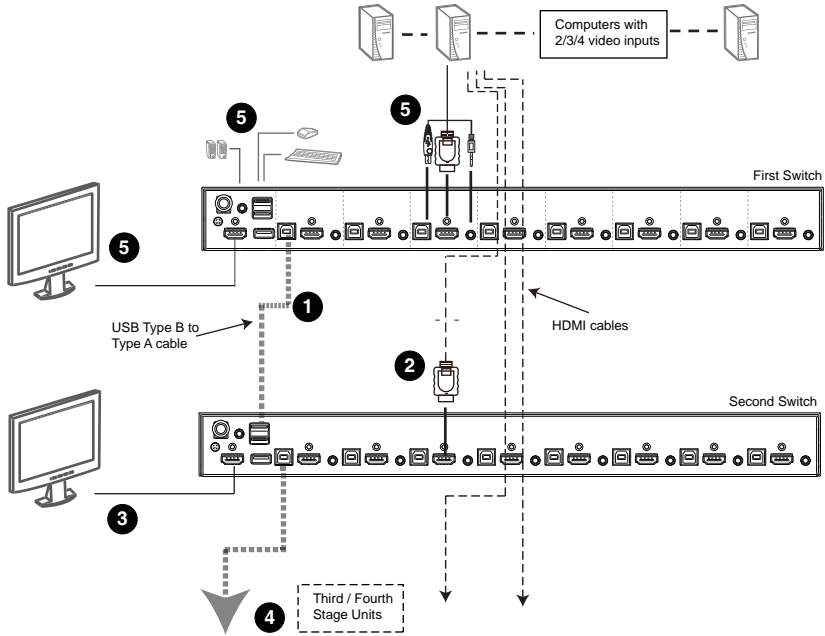 Computers with
2/3/4 video inputs
5
5
First Switch
5
1
USB Type B to
Type A cable
HDMI cables
2
Second Switch
3
4
Third / Fourth
Stage Units